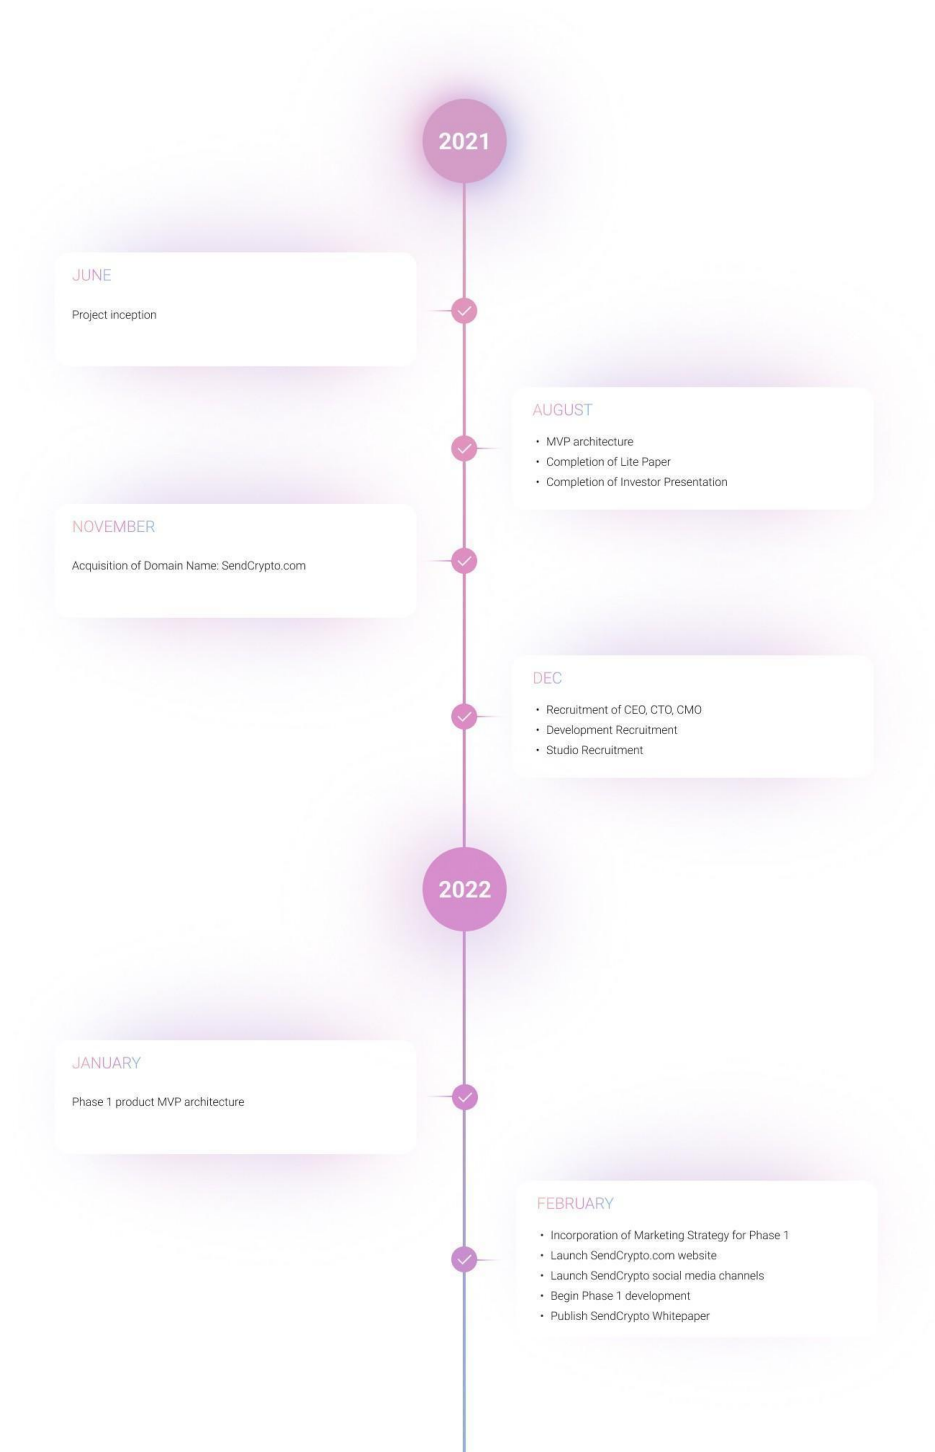 2021
JUNE
Project inception
AUGUST
• MVP architecture
• Completion of Lite Paper
• Completion of Investor Presentation
NOVEMBER
Acquisition of Domain Name: SendCrypto.com
DEC
• Recruitment of CEO, CTO, CMO
• Development Recruitment
• Studio Recruitment
2022
JANUARY
Phase 1 product MVP architecture
FEBRUARY
• Incorporation of Marketing Strategy for Phase 1
• Launch SendCrypto.com website
• Launch SendCrypto social media channels
• Begin Phase 1 development
• Publish SendCrypto Whitepaper